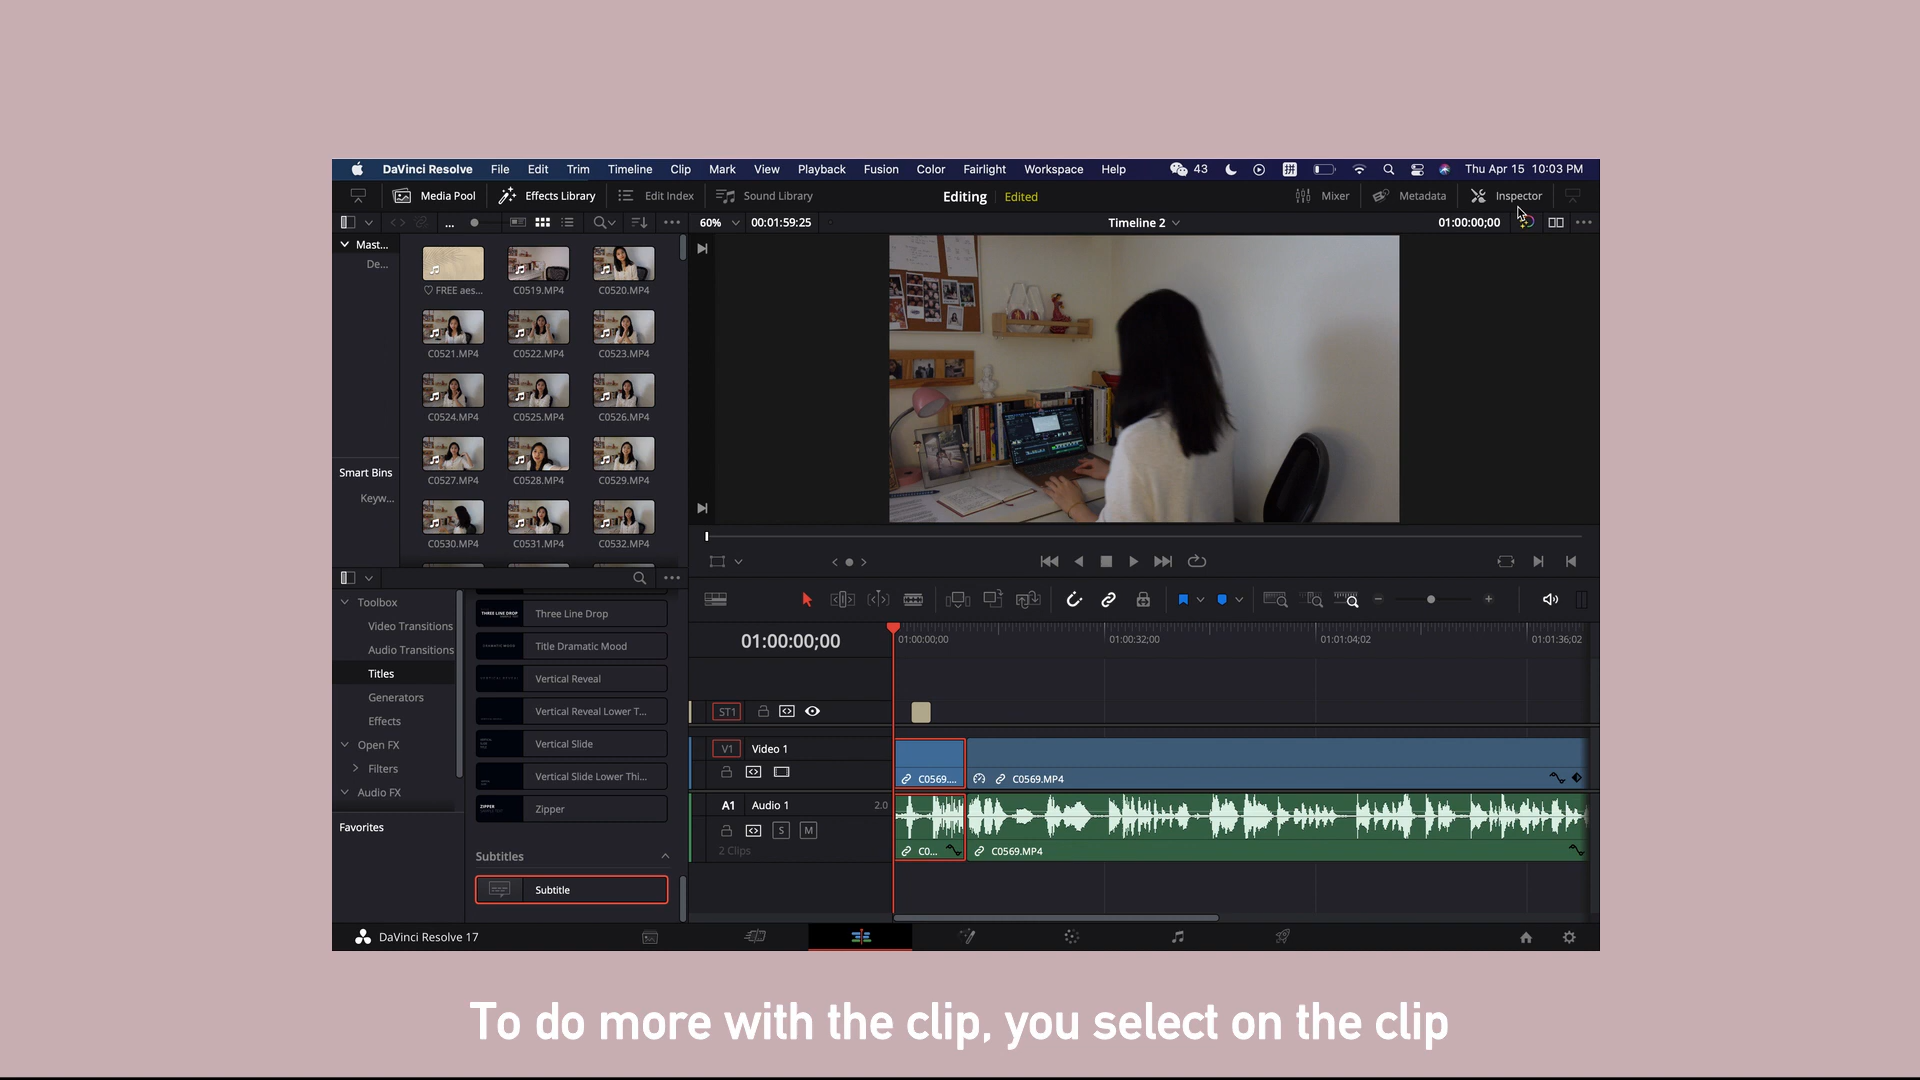 DaVinci Resolve File Edit Trim Timeline Clip Mark View Playback Fusion Color Fairlight Workspace Help 43 Thu Apr 15 10:03 PM
Media Pool Effects Library Edit Index Sound Library Editing Edited Mixer Metadata Inspector
... 60% 00:01:59:25 Timeline 2 01:00:00;00
Mast...
De...
♡ FREE aes... C0519.MP4 C0520.MP4
C0521.MP4 C0522.MP4 C0523.MP4
C0524.MP4 C0525.MP4 C0526.MP4
Smart Bins
C0527.MP4 C0528.MP4 C0529.MP4
Keyw...
C0530.MP4 C0531.MP4 C0532.MP4
Toolbox
Video Transitions
Audio Transitions
Titles
Generators
Effects
Open FX
Filters
Audio FX
Favorites
THREE LINE DROP Three Line Drop
Title Dramatic Mood
Vertical Reveal
Vertical Reveal Lower T...
Vertical Slide
Vertical Slide Lower Thi...
ZIPPER Zipper
Subtitles
Subtitle
01:00:00;00 01:00:00;00 01:00:32;00 01:01:04;02 01:01:36;02
ST1
V1 Video 1
C0569.... C0569.MP4
A1 Audio 1 2.0
S M
2 Clips C0... C0569.MP4
DaVinci Resolve 17
To do more with the clip, you select on the clip